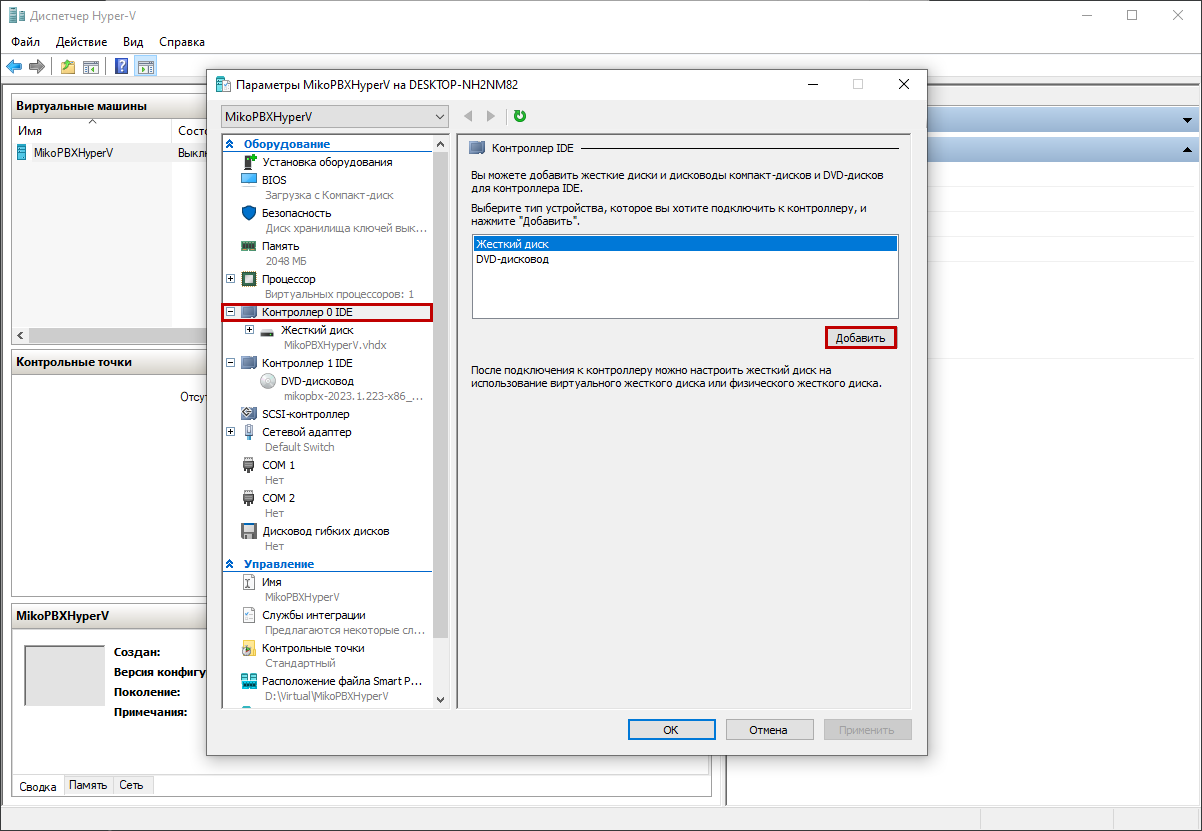 Диспетчер Hyper-V
Файл Действие Вид Справка
Виртуальные машины
Имя
MikoPBXHyperV
Контрольные точки
MikoPBXHyperV
Создан:
Поколение:
Примечания:
Сводка Память Сеть
Параметры MikoPBXHyperV на DESKTOP-NH2NM82
MikoPBXHyperV
Оборудование
Установка оборудования
BIOS
Загрузка с Компакт-диск
Безопасность
Диск хранилища ключей вык...
Память
2048 МБ
Процессор
Виртуальных процессоров: 1
Контроллер 0 IDE
Жесткий диск
MikoPBXHyperV.vhdx
Контроллер 1 IDE
DVD-дисковод
mikopbx-2023.1.223-x86_...
SCSI-контроллер
Сетевой адаптер
Default Switch
COM 1
Нет
COM 2
Нет
Дисковод гибких дисков
Нет
Управление
Имя
MikoPBXHyperV
Службы интеграции
Предлагаются некоторые сл...
Контрольные точки
Стандартный
Расположение файла Smart P...
D:\Virtual\MikoPBXHyperV
Контроллер IDE
Вы можете добавить жесткие диски и дисководы компакт-дисков и DVD-дисков
для контроллера IDE.
Выберите тип устройства, которое вы хотите подключить к контроллеру, и
нажмите "Добавить".
Жесткий диск
DVD-дисковод
Добавить
После подключения к контроллеру можно настроить жесткий диск на
использование виртуального жесткого диска или физического жесткого диска.
ОК Отмена Применить